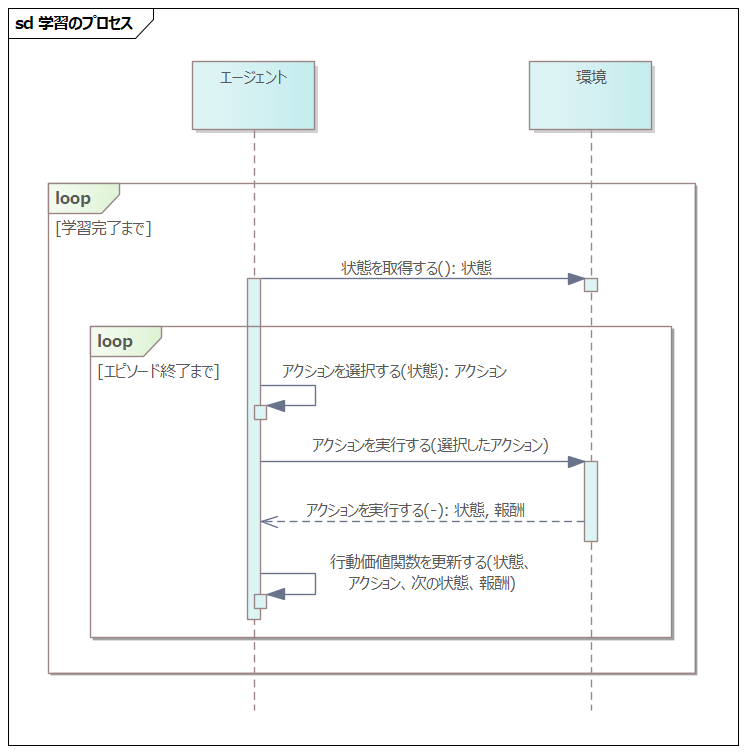 sd 学習のプロセス
エージェント
環境
loop
[学習完了まで]
状態を取得する(): 状態
loop
[エピソード終了まで]
アクションを選択する(状態): アクション
アクションを実行する(選択したアクション)
アクションを実行する(-): 状態, 報酬
行動価値関数を更新する(状態、
アクション、次の状態、報酬)